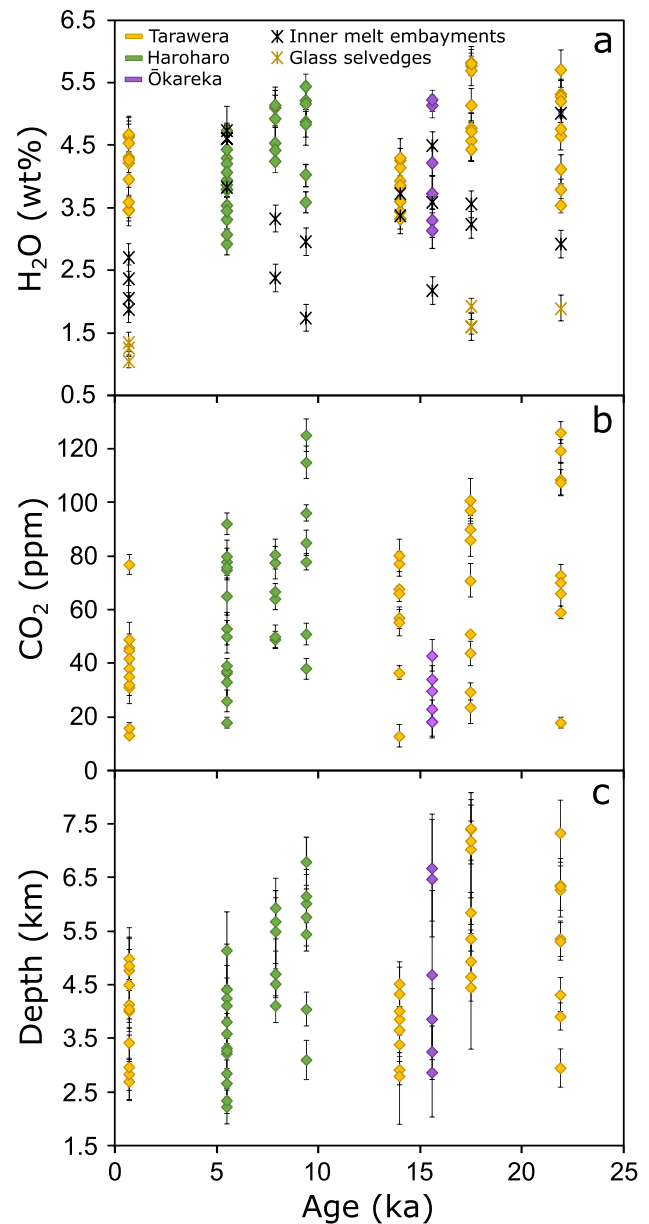 6.5
5.5
4.5
3.5
2.5
1.5
0.5
H₂O (wt%)
Tarawera
Haroharo
Ōkareka
Inner melt embayments
Glass selvedges
a
120
100
80
60
40
20
0
CO₂ (ppm)
b
7.5
6.5
5.5
4.5
3.5
2.5
1.5
Depth (km)
c
0 5 10 15 20 25
Age (ka)